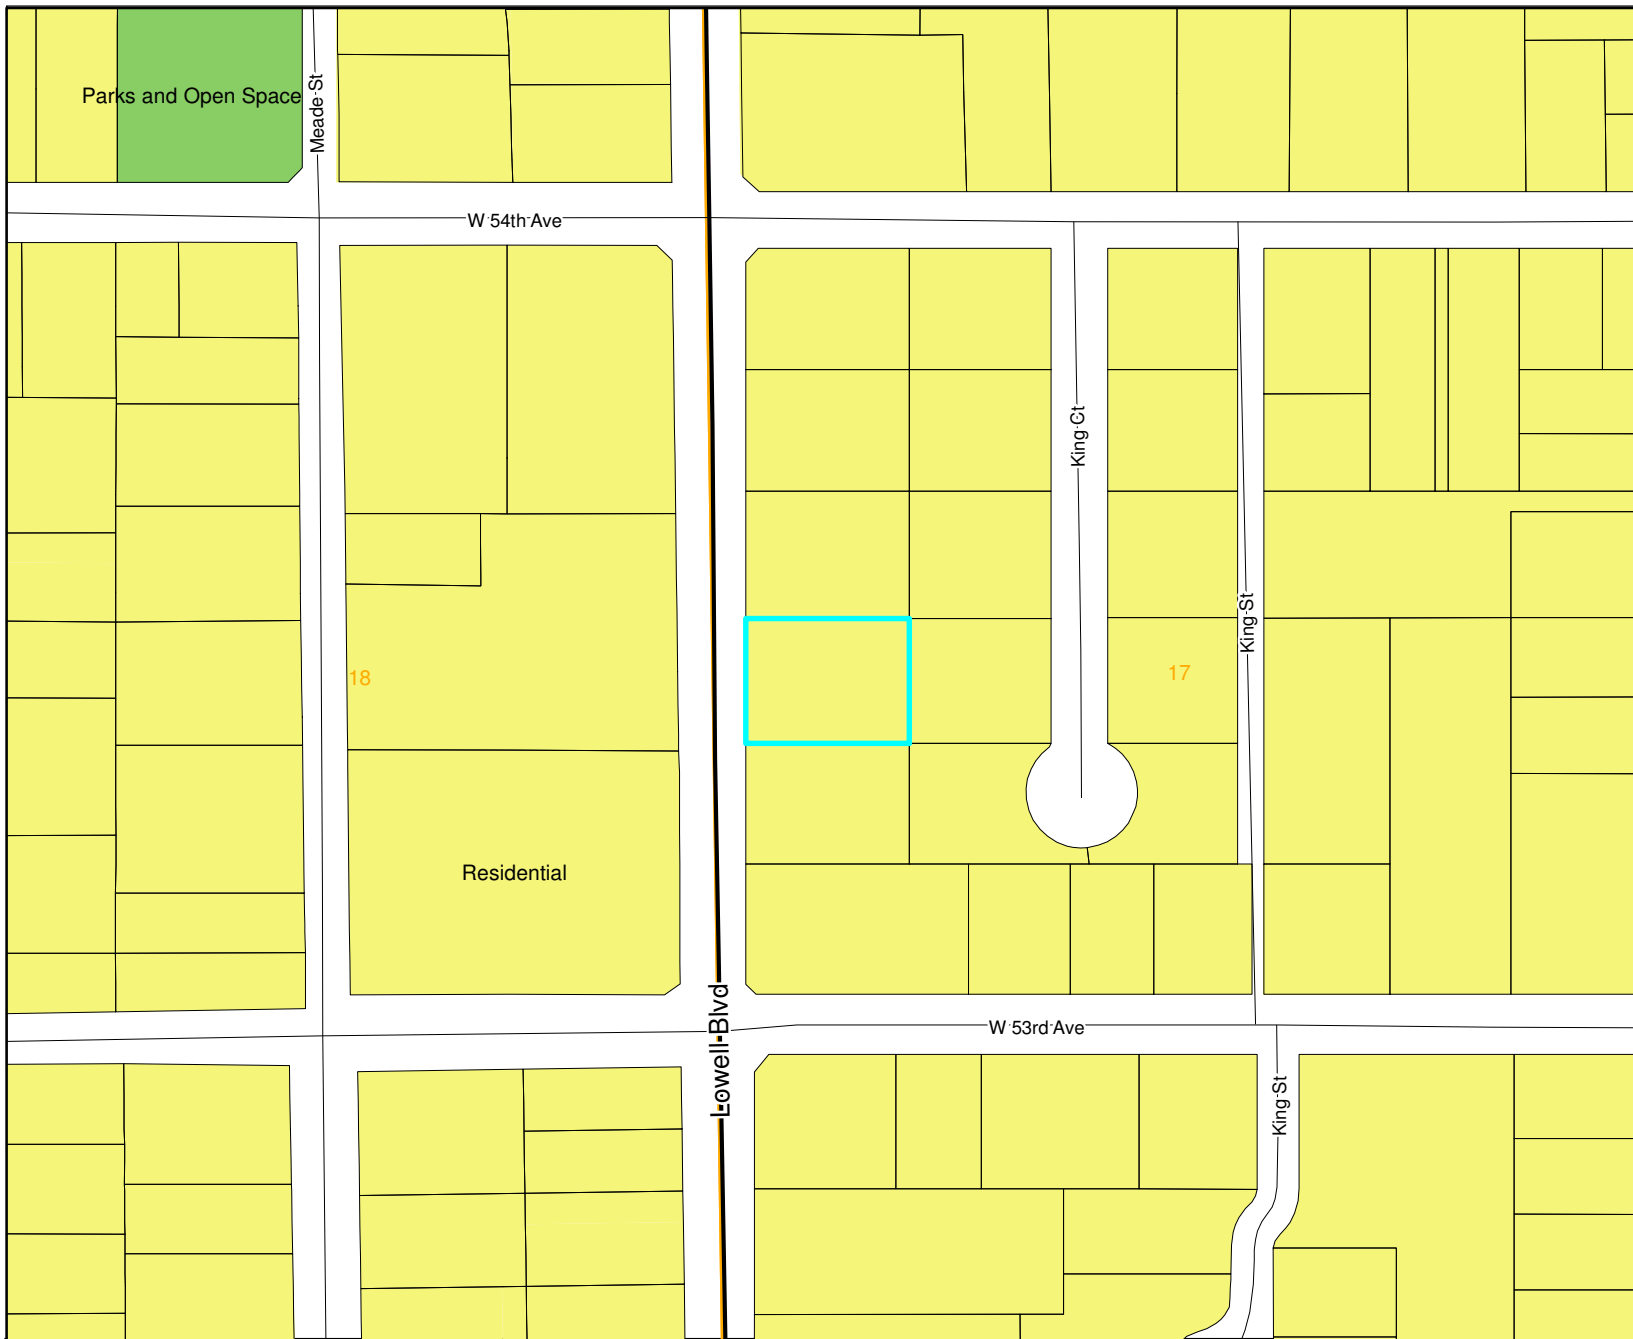 Parks and Open Space
Meade St
W 54th Ave
King Ct
King St
18
17
Residential
Lowell Blvd
W 53rd Ave
King St